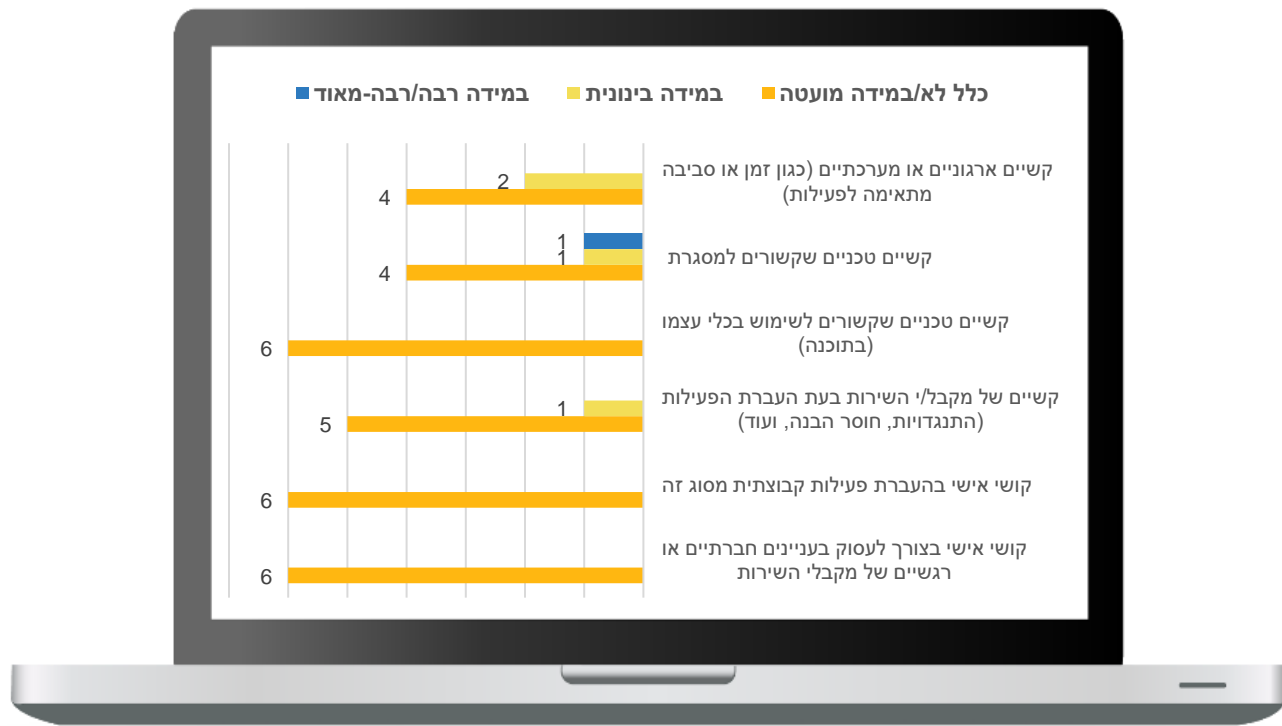 כלל לא/במידה מועטה במידה בינונית במידה רבה/רבה-מאוד
קשיים ארגוניים או מערכתיים (כגון זמן או סביבה
מתאימה לפעילות)
2
4
קשיים טכניים שקשורים למסגרת
1
1
4
קשיים טכניים שקשורים לשימוש בכלי עצמו
(בתוכנה)
6
קשיים של מקבל/י השירות בעת העברת הפעילות
(התנגדויות, חוסר הבנה, ועוד)
1
5
קושי אישי בהעברת פעילות קבוצתית מסוג זה
6
קושי אישי בצורך לעסוק בעניינים חברתיים או
רגשיים של מקבלי השירות
6